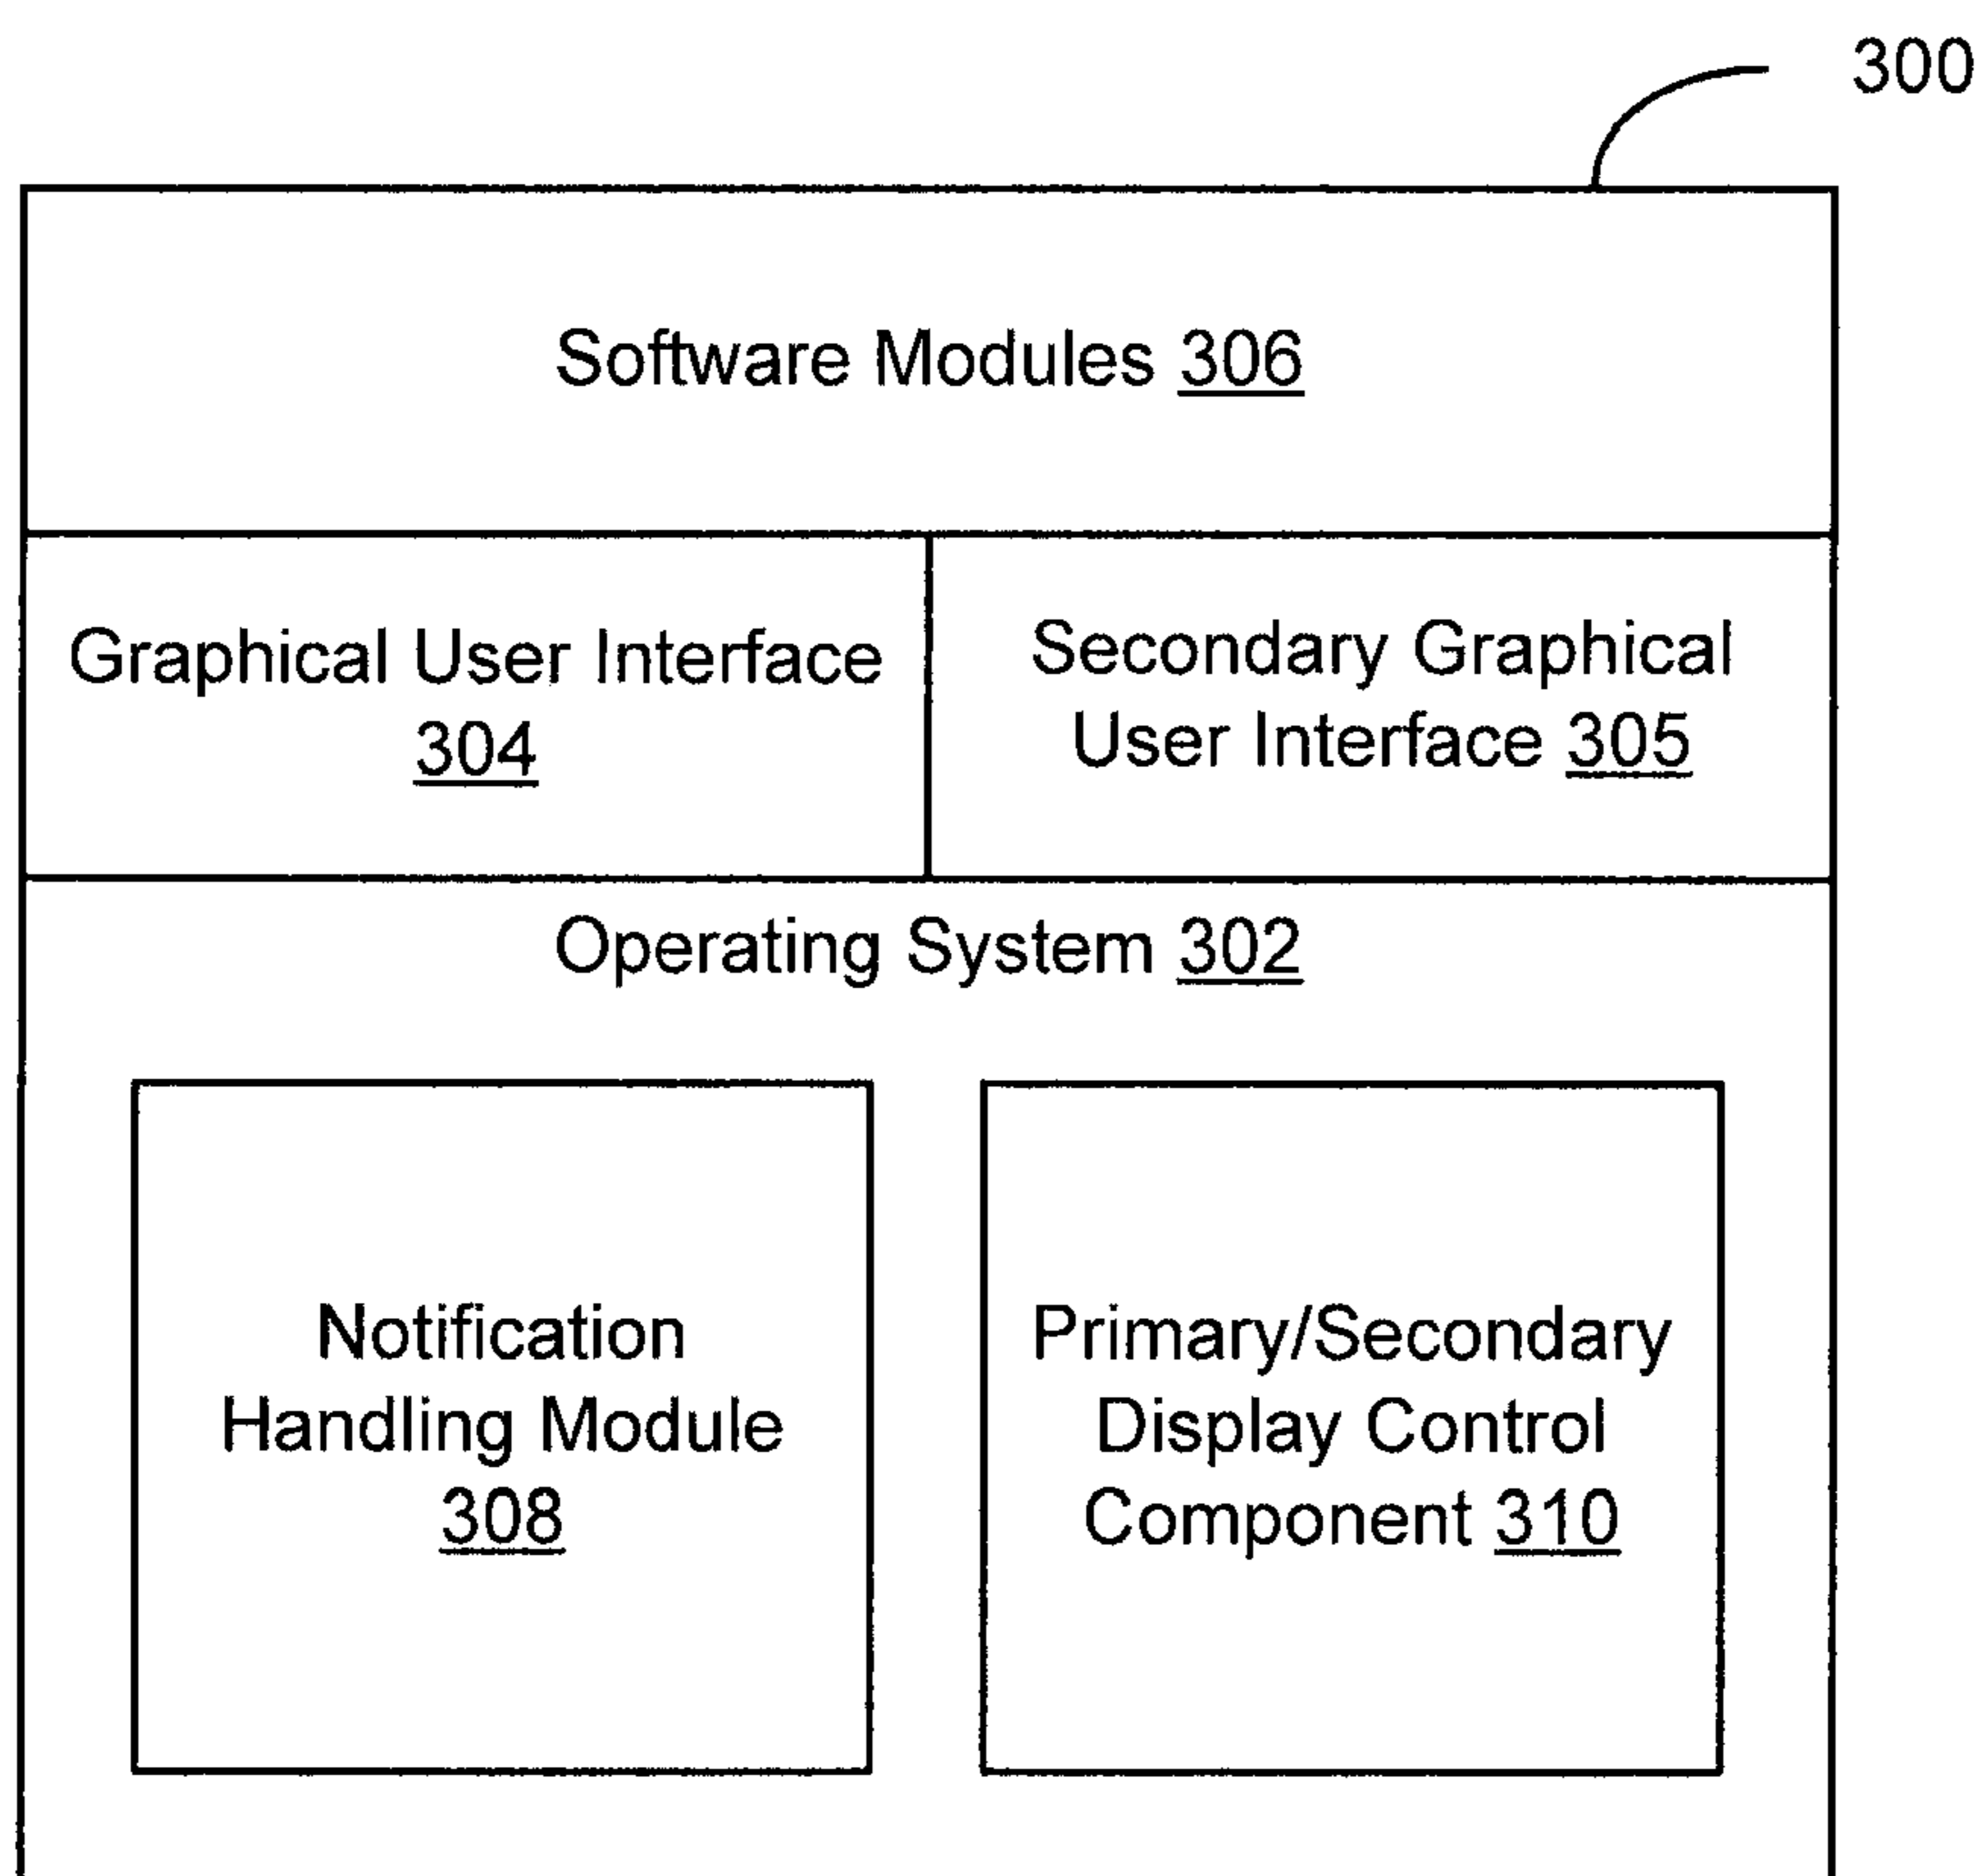 300
Software Modules 306
Graphical User Interface
304
Secondary Graphical
User Interface 305
Operating System 302
Notification
Handling Module
308
Primary/Secondary
Display Control
Component 310